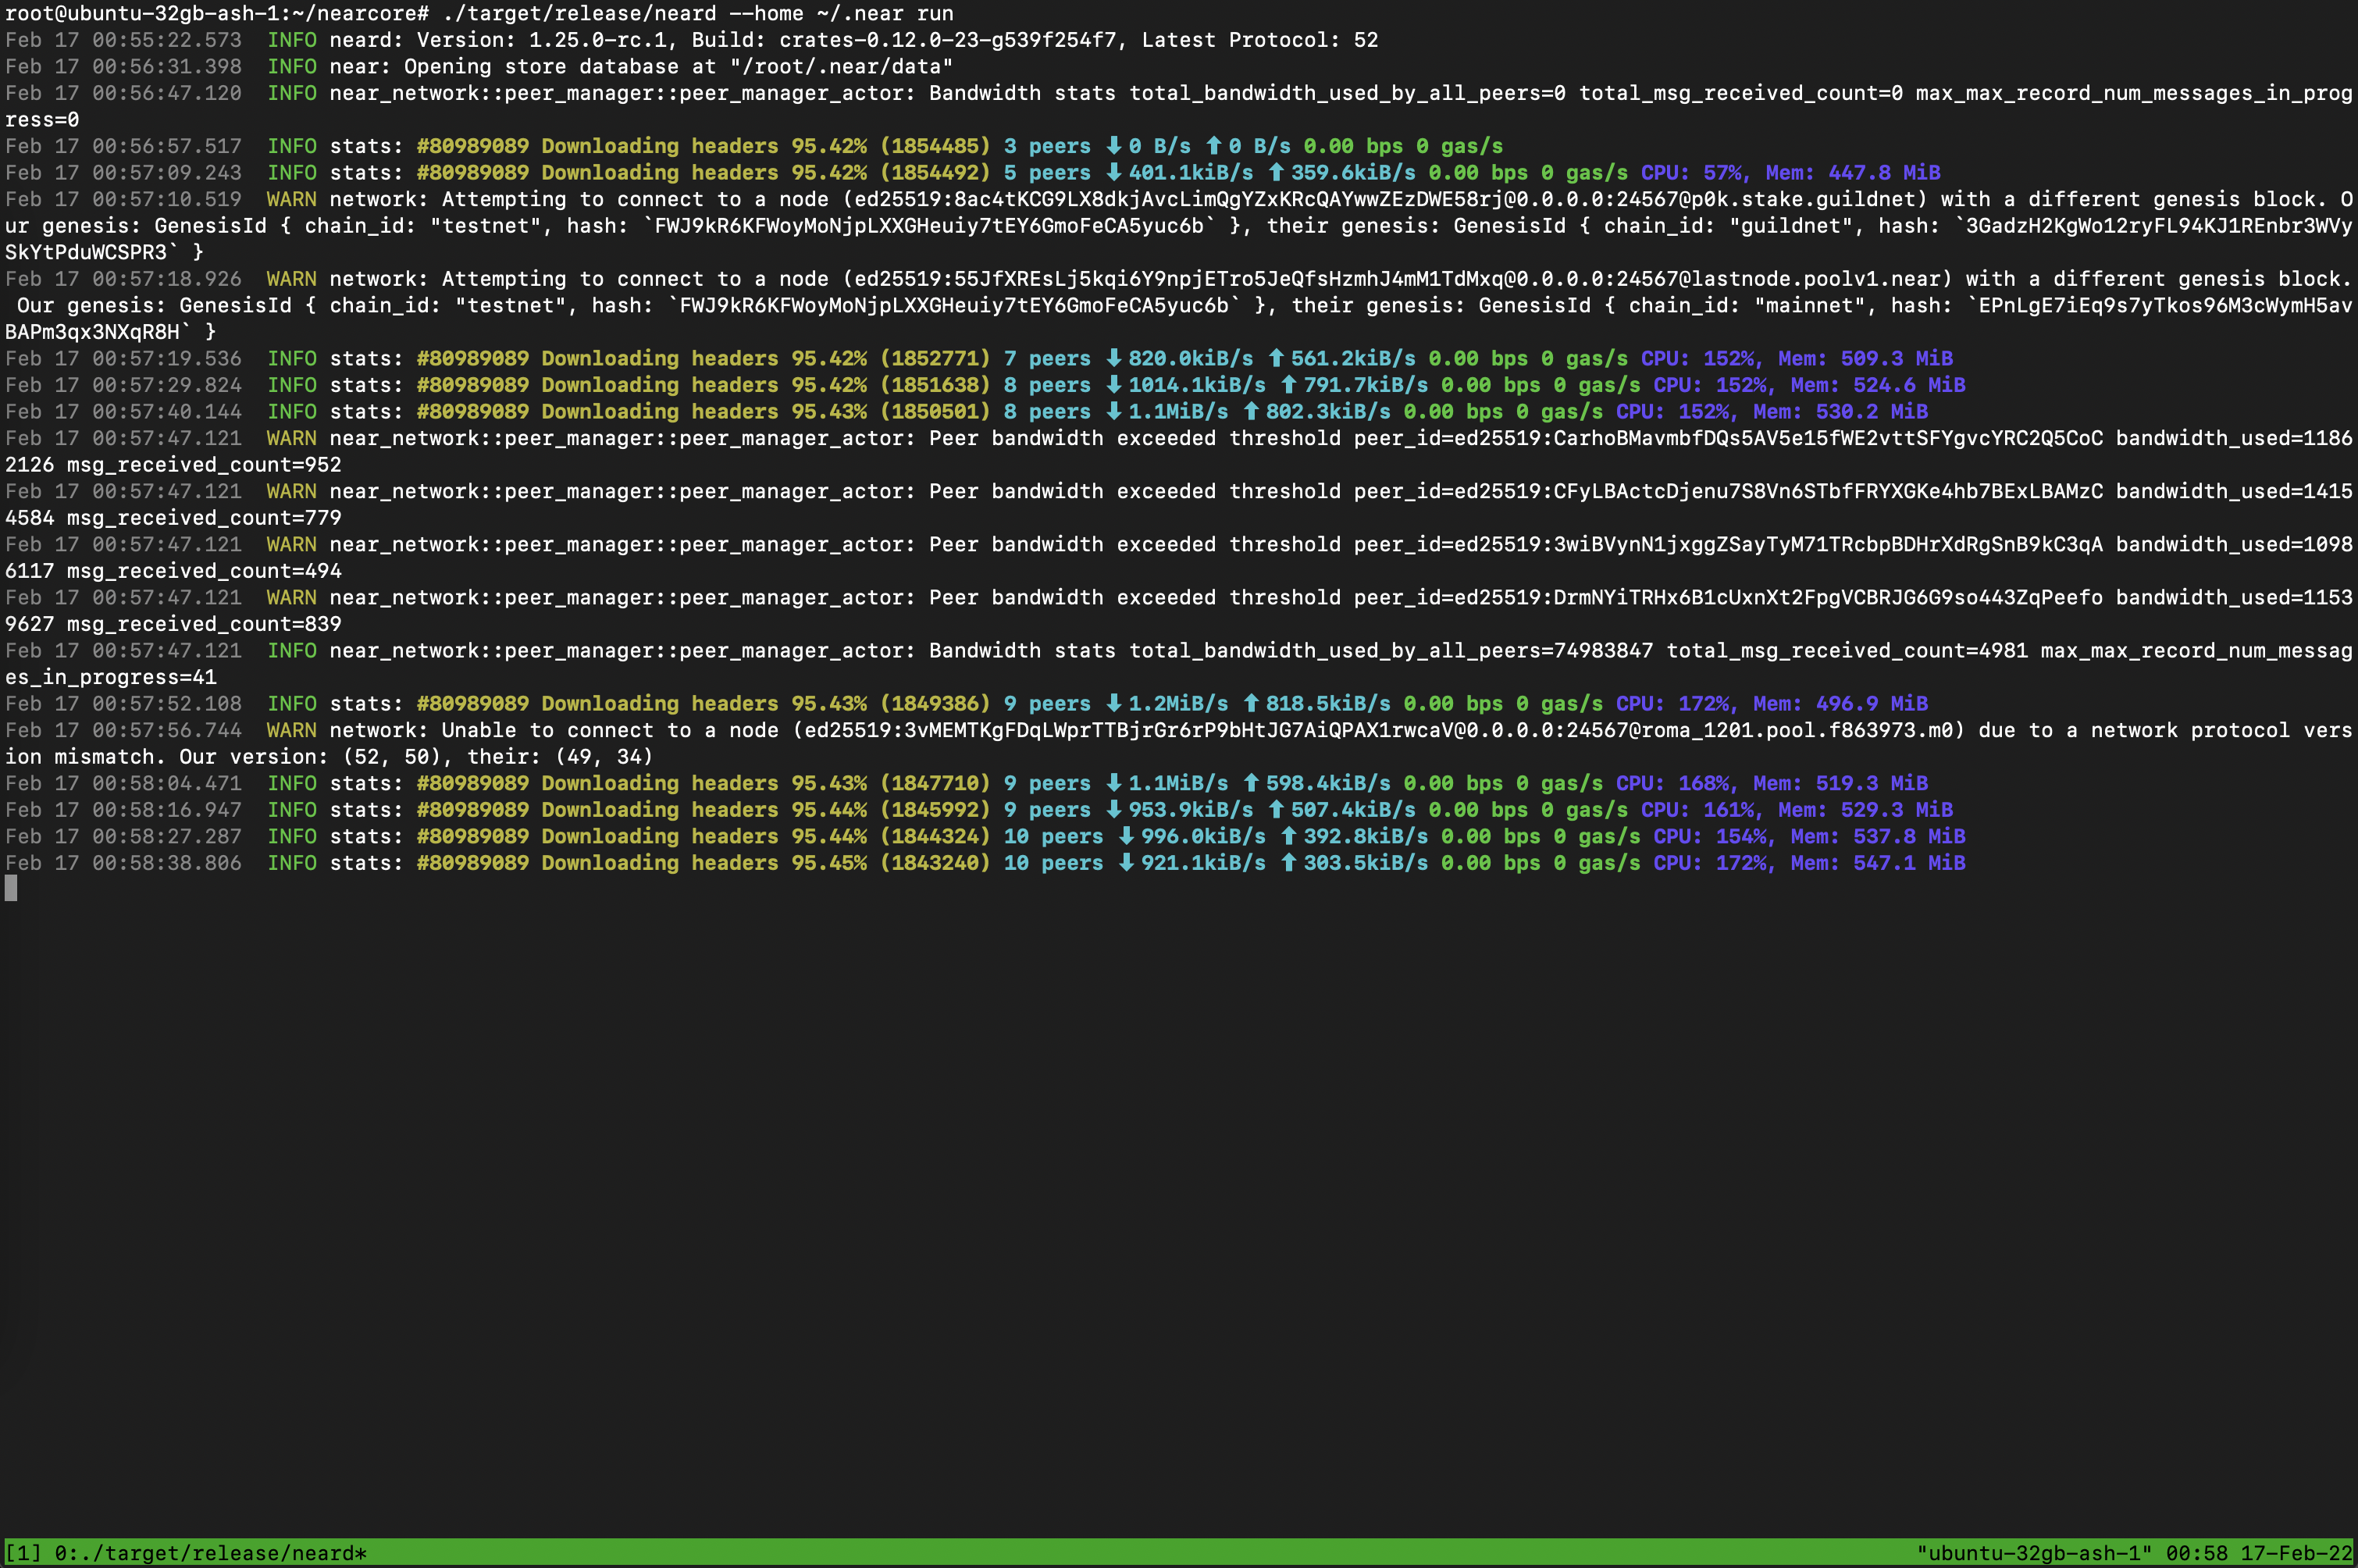 root@ubuntu-32gb-ash-1:~/nearcore# ./target/release/neard --home ~/.near run
Feb 17 00:55:22.573  INFO neard: Version: 1.25.0-rc.1, Build: crates-0.12.0-23-g539f254f7, Latest Protocol: 52
Feb 17 00:56:31.398  INFO near: Opening store database at "/root/.near/data"
Feb 17 00:56:47.120  INFO near_network::peer_manager::peer_manager_actor: Bandwidth stats total_bandwidth_used_by_all_peers=0 total_msg_received_count=0 max_max_record_num_messages_in_prog
ress=0
Feb 17 00:56:57.517  INFO stats: #80989089 Downloading headers 95.42% (1854485) 3 peers ⬇ 0 B/s ⬆ 0 B/s 0.00 bps 0 gas/s
Feb 17 00:57:09.243  INFO stats: #80989089 Downloading headers 95.42% (1854492) 5 peers ⬇ 401.1kiB/s ⬆ 359.6kiB/s 0.00 bps 0 gas/s CPU: 57%, Mem: 447.8 MiB
Feb 17 00:57:10.519  WARN network: Attempting to connect to a node (ed25519:8ac4tKCG9LX8dkjAvcLimQgYZxKRcQAYwwZEzDWE58rj@0.0.0.0:24567@p0k.stake.guildnet) with a different genesis block. O
ur genesis: GenesisId { chain_id: "testnet", hash: `FWJ9kR6KFWoyMoNjpLXXGHeuiy7tEY6GmoFeCA5yuc6b` }, their genesis: GenesisId { chain_id: "guildnet", hash: `3GadzH2KgWo12ryFL94KJ1REnbr3WVy
SkYtPduWCSPR3` }
Feb 17 00:57:18.926  WARN network: Attempting to connect to a node (ed25519:55JfXREsLj5kqi6Y9npjETro5JeQfsHzmhJ4mM1TdMxq@0.0.0.0:24567@lastnode.poolv1.near) with a different genesis block.
 Our genesis: GenesisId { chain_id: "testnet", hash: `FWJ9kR6KFWoyMoNjpLXXGHeuiy7tEY6GmoFeCA5yuc6b` }, their genesis: GenesisId { chain_id: "mainnet", hash: `EPnLgE7iEq9s7yTkos96M3cWymH5av
BAPm3qx3NXqR8H` }
Feb 17 00:57:19.536  INFO stats: #80989089 Downloading headers 95.42% (1852771) 7 peers ⬇ 820.0kiB/s ⬆ 561.2kiB/s 0.00 bps 0 gas/s CPU: 152%, Mem: 509.3 MiB
Feb 17 00:57:29.824  INFO stats: #80989089 Downloading headers 95.42% (1851638) 8 peers ⬇ 1014.1kiB/s ⬆ 791.7kiB/s 0.00 bps 0 gas/s CPU: 152%, Mem: 524.6 MiB
Feb 17 00:57:40.144  INFO stats: #80989089 Downloading headers 95.43% (1850501) 8 peers ⬇ 1.1MiB/s ⬆ 802.3kiB/s 0.00 bps 0 gas/s CPU: 152%, Mem: 530.2 MiB
Feb 17 00:57:47.121  WARN near_network::peer_manager::peer_manager_actor: Peer bandwidth exceeded threshold peer_id=ed25519:CarhoBMavmbfDQs5AV5e15fWE2vttSFYgvcYRC2Q5CoC bandwidth_used=1186
2126 msg_received_count=952
Feb 17 00:57:47.121  WARN near_network::peer_manager::peer_manager_actor: Peer bandwidth exceeded threshold peer_id=ed25519:CFyLBActcDjenu7S8Vn6STbfFRYXGKe4hb7BExLBAMzC bandwidth_used=1415
4584 msg_received_count=779
Feb 17 00:57:47.121  WARN near_network::peer_manager::peer_manager_actor: Peer bandwidth exceeded threshold peer_id=ed25519:3wiBVynN1jxggZSayTyM71TRcbpBDHrXdRgSnB9kC3qA bandwidth_used=1098
6117 msg_received_count=494
Feb 17 00:57:47.121  WARN near_network::peer_manager::peer_manager_actor: Peer bandwidth exceeded threshold peer_id=ed25519:DrmNYiTRHx6B1cUxnXt2FpgVCBRJG6G9so443ZqPeefo bandwidth_used=1153
9627 msg_received_count=839
Feb 17 00:57:47.121  INFO near_network::peer_manager::peer_manager_actor: Bandwidth stats total_bandwidth_used_by_all_peers=74983847 total_msg_received_count=4981 max_max_record_num_messag
es_in_progress=41
Feb 17 00:57:52.108  INFO stats: #80989089 Downloading headers 95.43% (1849386) 9 peers ⬇ 1.2MiB/s ⬆ 818.5kiB/s 0.00 bps 0 gas/s CPU: 172%, Mem: 496.9 MiB
Feb 17 00:57:56.744  WARN network: Unable to connect to a node (ed25519:3vMEMTKgFDqLWprTTBjrGr6rP9bHtJG7AiQPAX1rwcaV@0.0.0.0:24567@roma_1201.pool.f863973.m0) due to a network protocol vers
ion mismatch. Our version: (52, 50), their: (49, 34)
Feb 17 00:58:04.471  INFO stats: #80989089 Downloading headers 95.43% (1847710) 9 peers ⬇ 1.1MiB/s ⬆ 598.4kiB/s 0.00 bps 0 gas/s CPU: 168%, Mem: 519.3 MiB
Feb 17 00:58:16.947  INFO stats: #80989089 Downloading headers 95.44% (1845992) 9 peers ⬇ 953.9kiB/s ⬆ 507.4kiB/s 0.00 bps 0 gas/s CPU: 161%, Mem: 529.3 MiB
Feb 17 00:58:27.287  INFO stats: #80989089 Downloading headers 95.44% (1844324) 10 peers ⬇ 996.0kiB/s ⬆ 392.8kiB/s 0.00 bps 0 gas/s CPU: 154%, Mem: 537.8 MiB
Feb 17 00:58:38.806  INFO stats: #80989089 Downloading headers 95.45% (1843240) 10 peers ⬇ 921.1kiB/s ⬆ 303.5kiB/s 0.00 bps 0 gas/s CPU: 172%, Mem: 547.1 MiB
[1] 0:./target/release/neard* "ubuntu-32gb-ash-1" 00:58 17-Feb-22